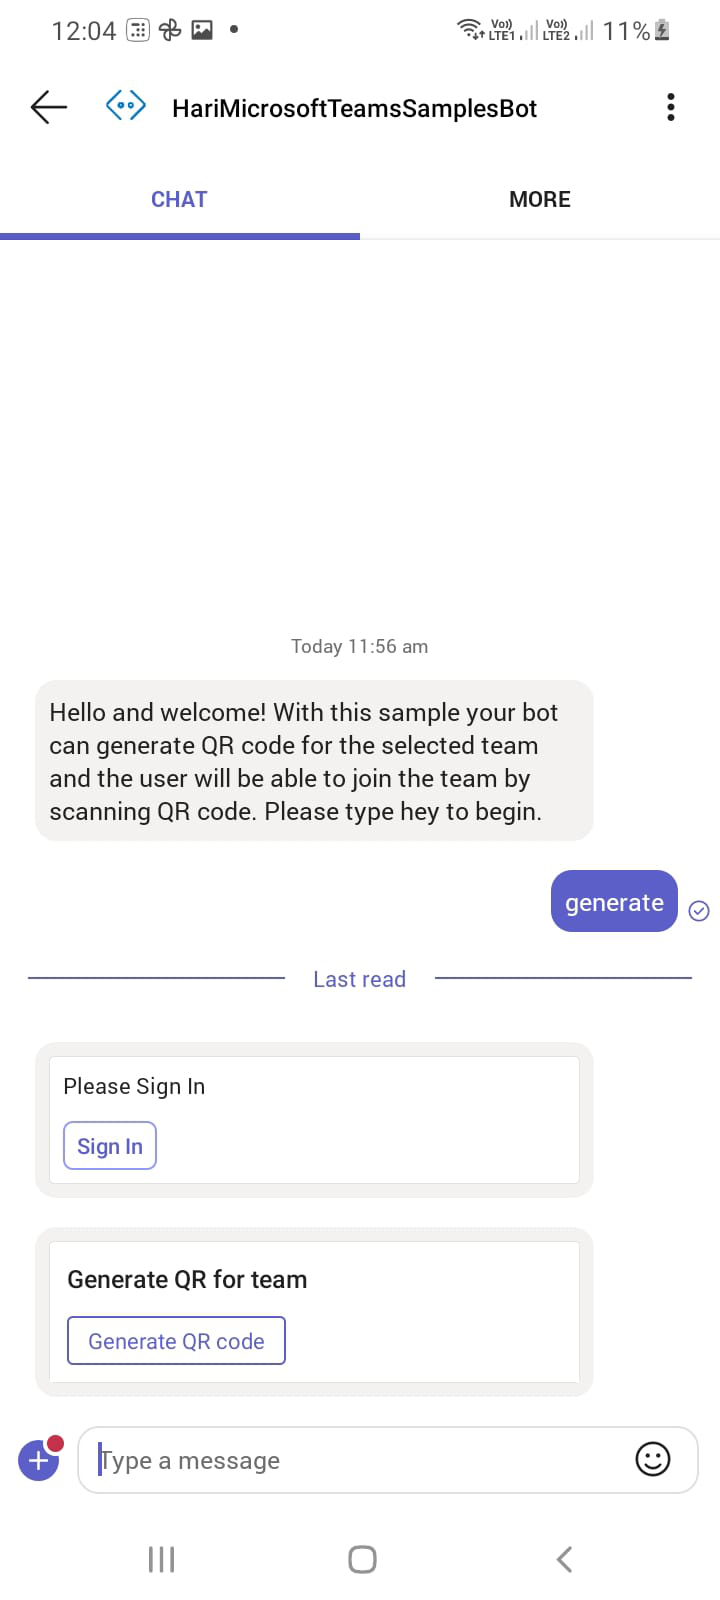 12:04
Vo)) LTE1 Vo)) LTE2 11%
HariMicrosoftTeamsSamplesBot
CHAT MORE
Today 11:56 am
Hello and welcome! With this sample your bot
can generate QR code for the selected team
and the user will be able to join the team by
scanning QR code. Please type hey to begin.
generate
Last read
Please Sign In
Sign In
Generate QR for team
Generate QR code
Type a message